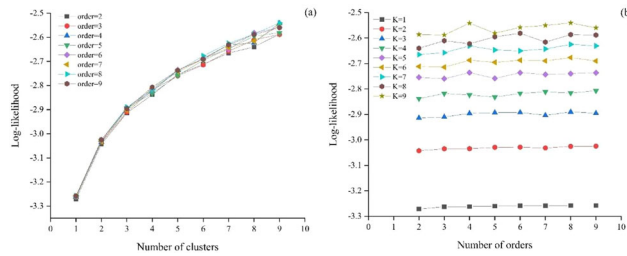 (a)
order=2
order=3
order=4
order=5
order=6
order=7
order=8
order=9
-2.5
-2.6
-2.7
-2.8
-2.9
-3.0
-3.1
-3.2
-3.3
Log-likelihood
0 1 2 3 4 5 6 7 8 9 10
Number of clusters
(b)
K=1
K=2
K=3
K=4
K=5
K=6
K=7
K=8
K=9
-2.5
-2.6
-2.7
-2.8
-2.9
-3.0
-3.1
-3.2
-3.3
Log-likelihood
0 1 2 3 4 5 6 7 8 9 10
Number of orders